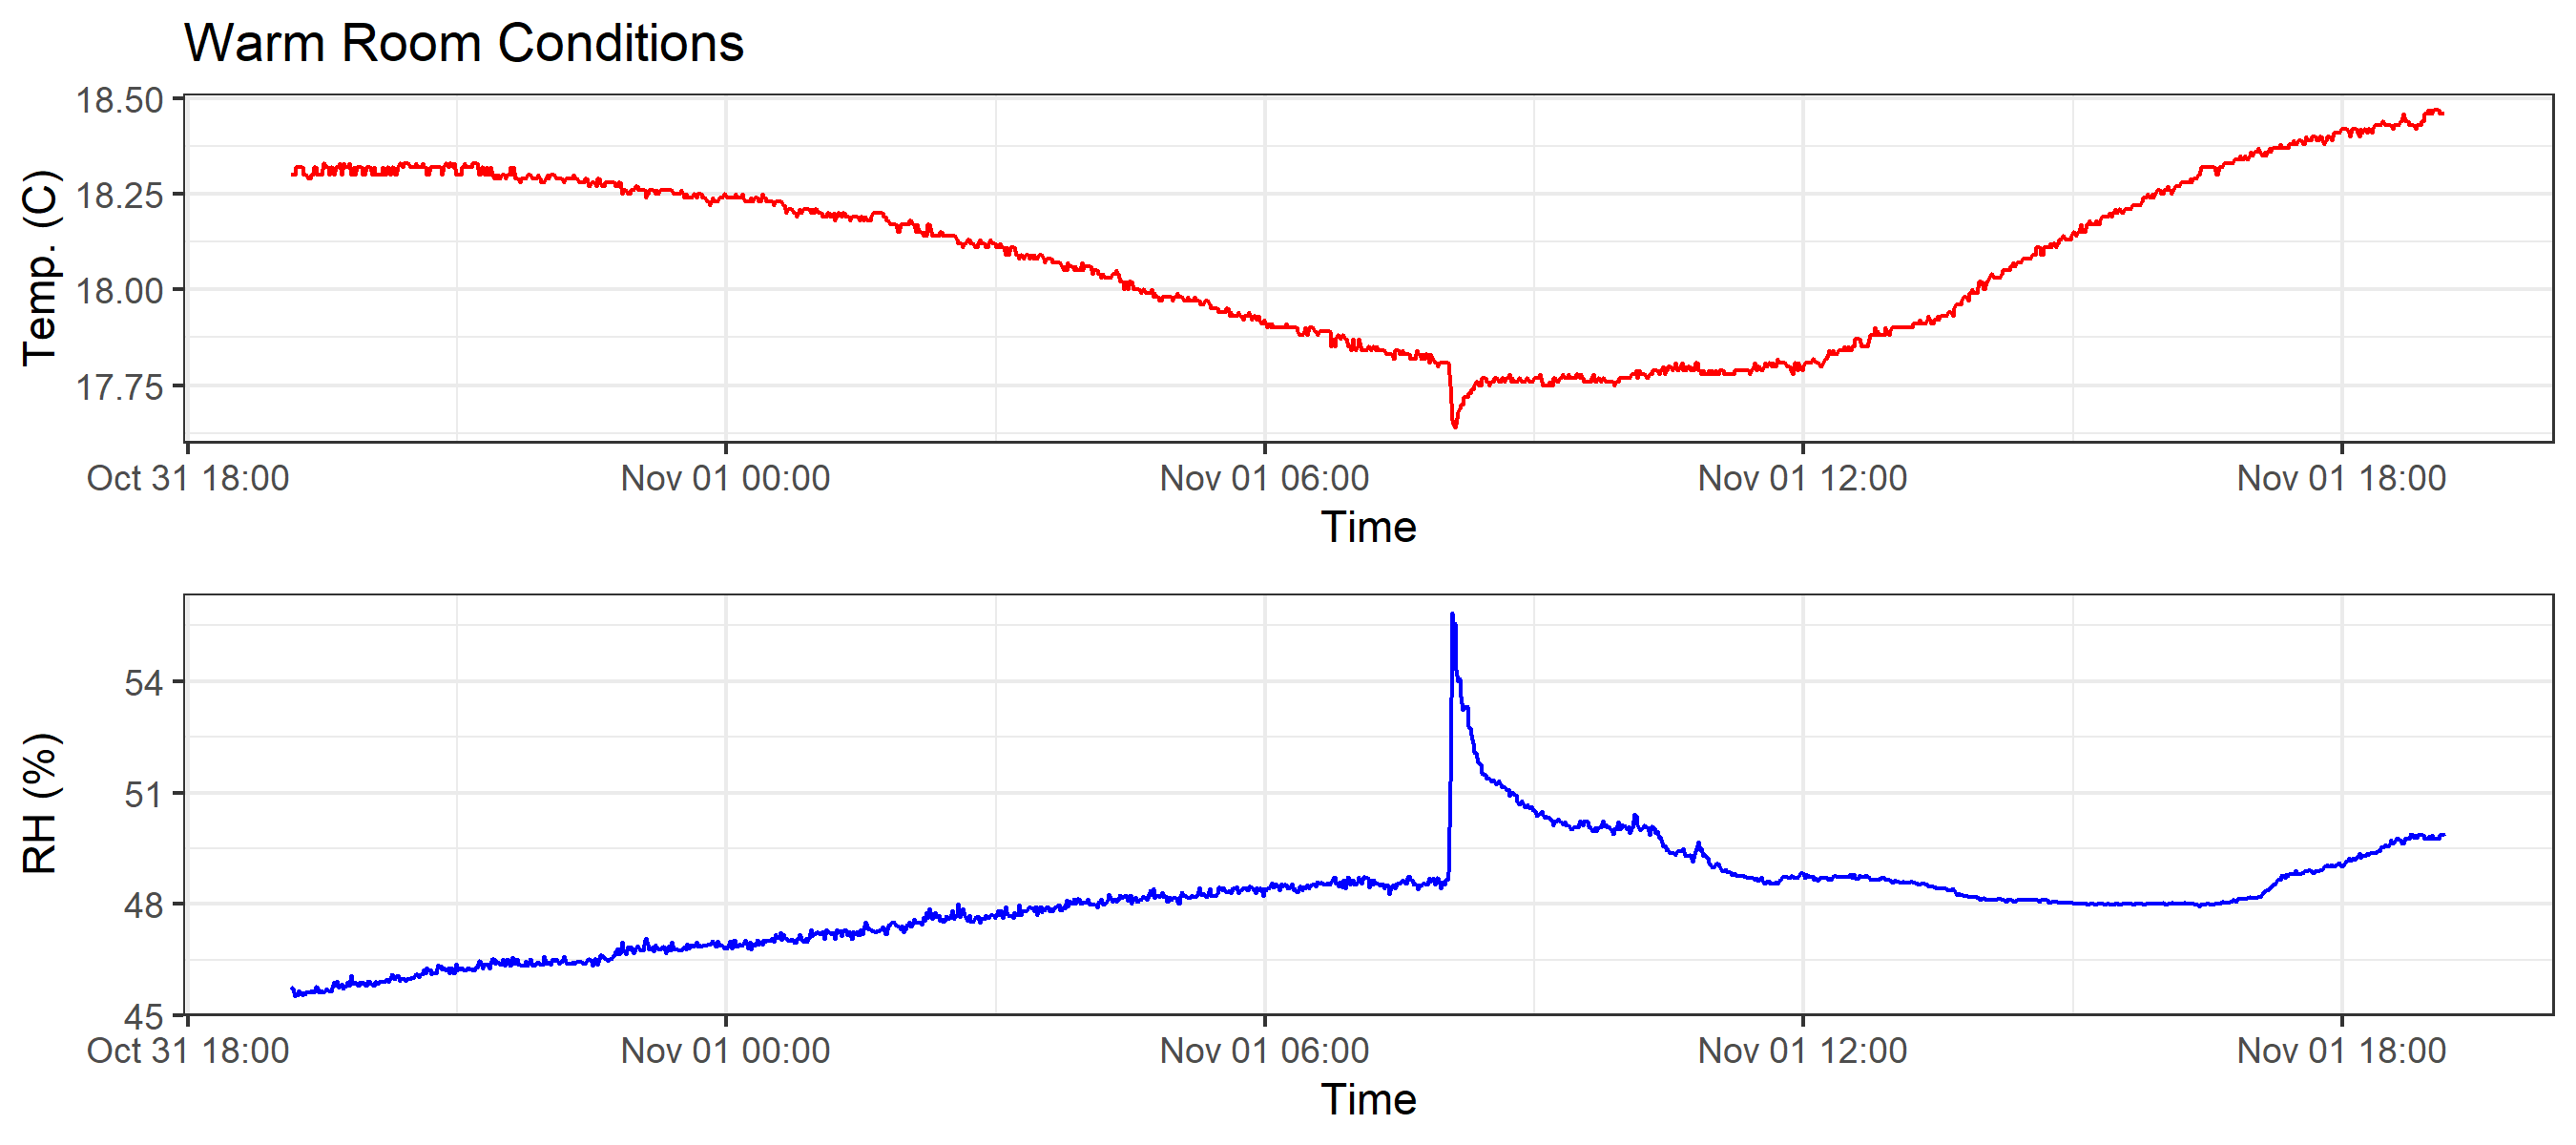 Warm Room Conditions
18.50
18.25
18.00
17.75
Temp. (C)
Oct 31 18:00 Nov 01 00:00 Nov 01 06:00 Nov 01 12:00 Nov 01 18:00
Time
54
51
48
45
RH (%)
Oct 31 18:00 Nov 01 00:00 Nov 01 06:00 Nov 01 12:00 Nov 01 18:00
Time